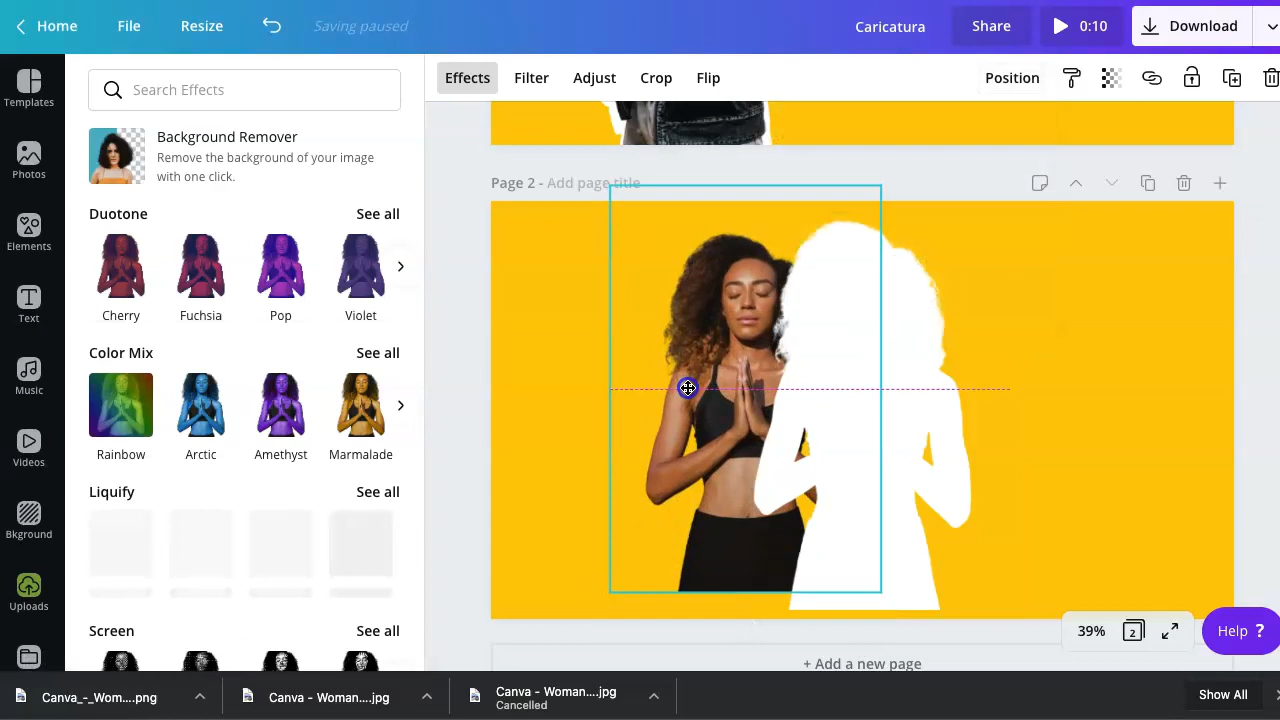 Home
File
Resize
Saving paused
Caricatura
Share
0:10
Download
Templates
Photos
Elements
Text
Music
Videos
Bkground
Uploads
Search Effects
Background Remover
Remove the background of your image
with one click.
Duotone
See all
Cherry
Fuchsia
Pop
Violet
Color Mix
See all
Rainbow
Arctic
Amethyst
Marmalade
Liquify
See all
Screen
See all
Effects
Filter
Adjust
Crop
Flip
Position
Page 2 - Add page title
39%
2
Help ?
+ Add a new page
Canva_-_Wom....png
Canva - Woman....jpg
Canva - Woman....jpg
Cancelled
Show All